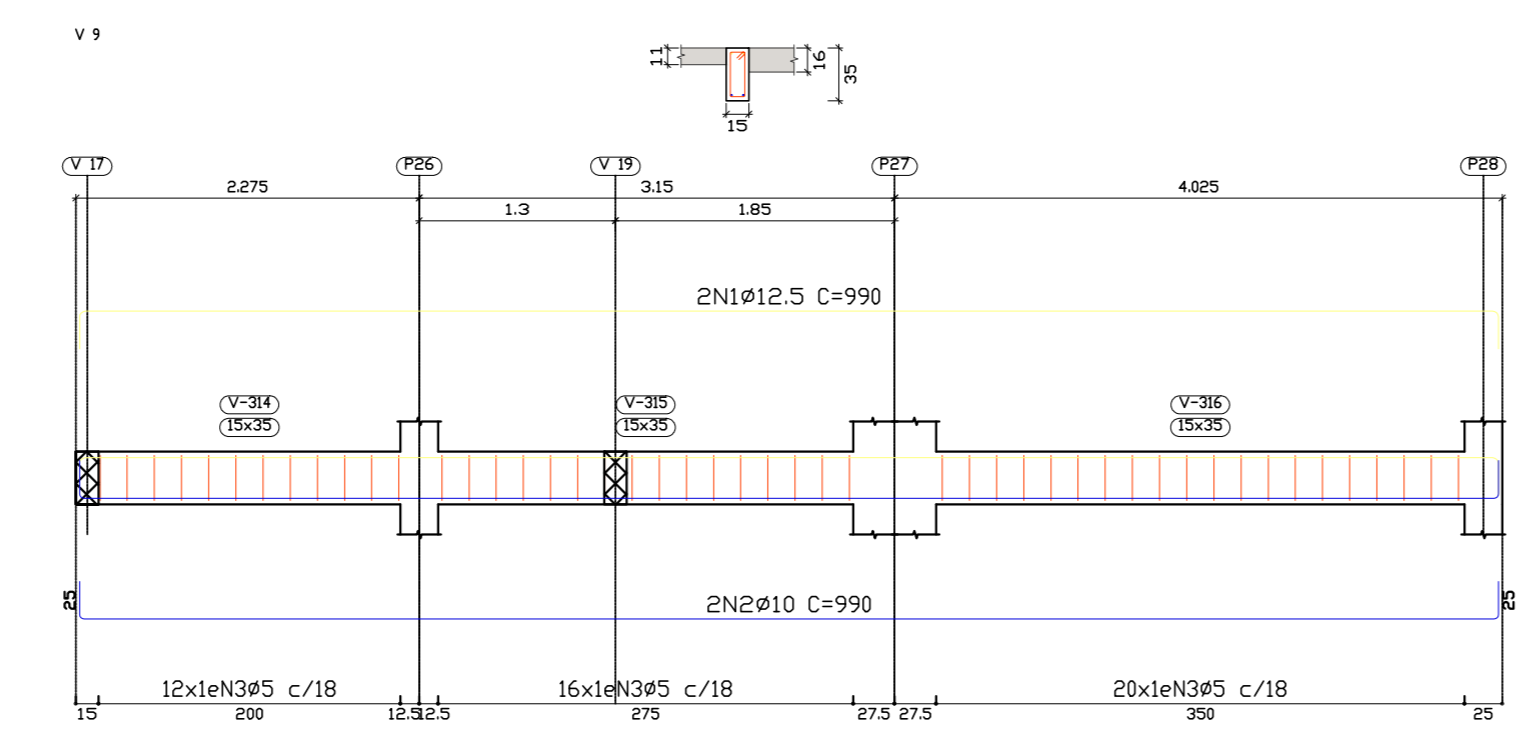 V 9
11
16
35
15
V 17 P26 V 19 P27 P28
2.275 3.15 4.025
1.3 1.85
2N1ø12.5 C=990
V-314 V-315 V-316
15x35 15x35 15x35
25 2N2ø10 C=990 25
12x1eN3ø5 c/18 16x1eN3ø5 c/18 20x1eN3ø5 c/18
15 200 12.5 12.5 275 27.5 27.5 350 25